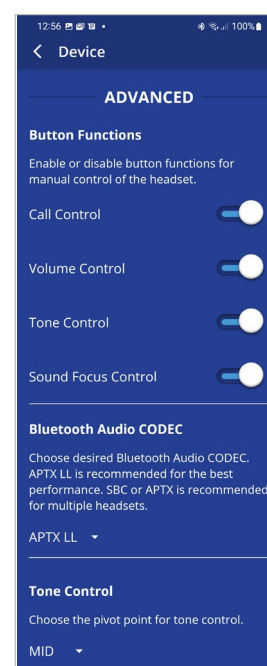 12:56 100%
Device
ADVANCED
Button Functions
Enable or disable button functions for
manual control of the headset.
Call Control
Volume Control
Tone Control
Sound Focus Control
Bluetooth Audio CODEC
Choose desired Bluetooth Audio CODEC.
APTX LL is recommended for the best
performance. SBC or APTX is recommended
for multiple headsets.
APTX LL
Tone Control
Choose the pivot point for tone control.
MID